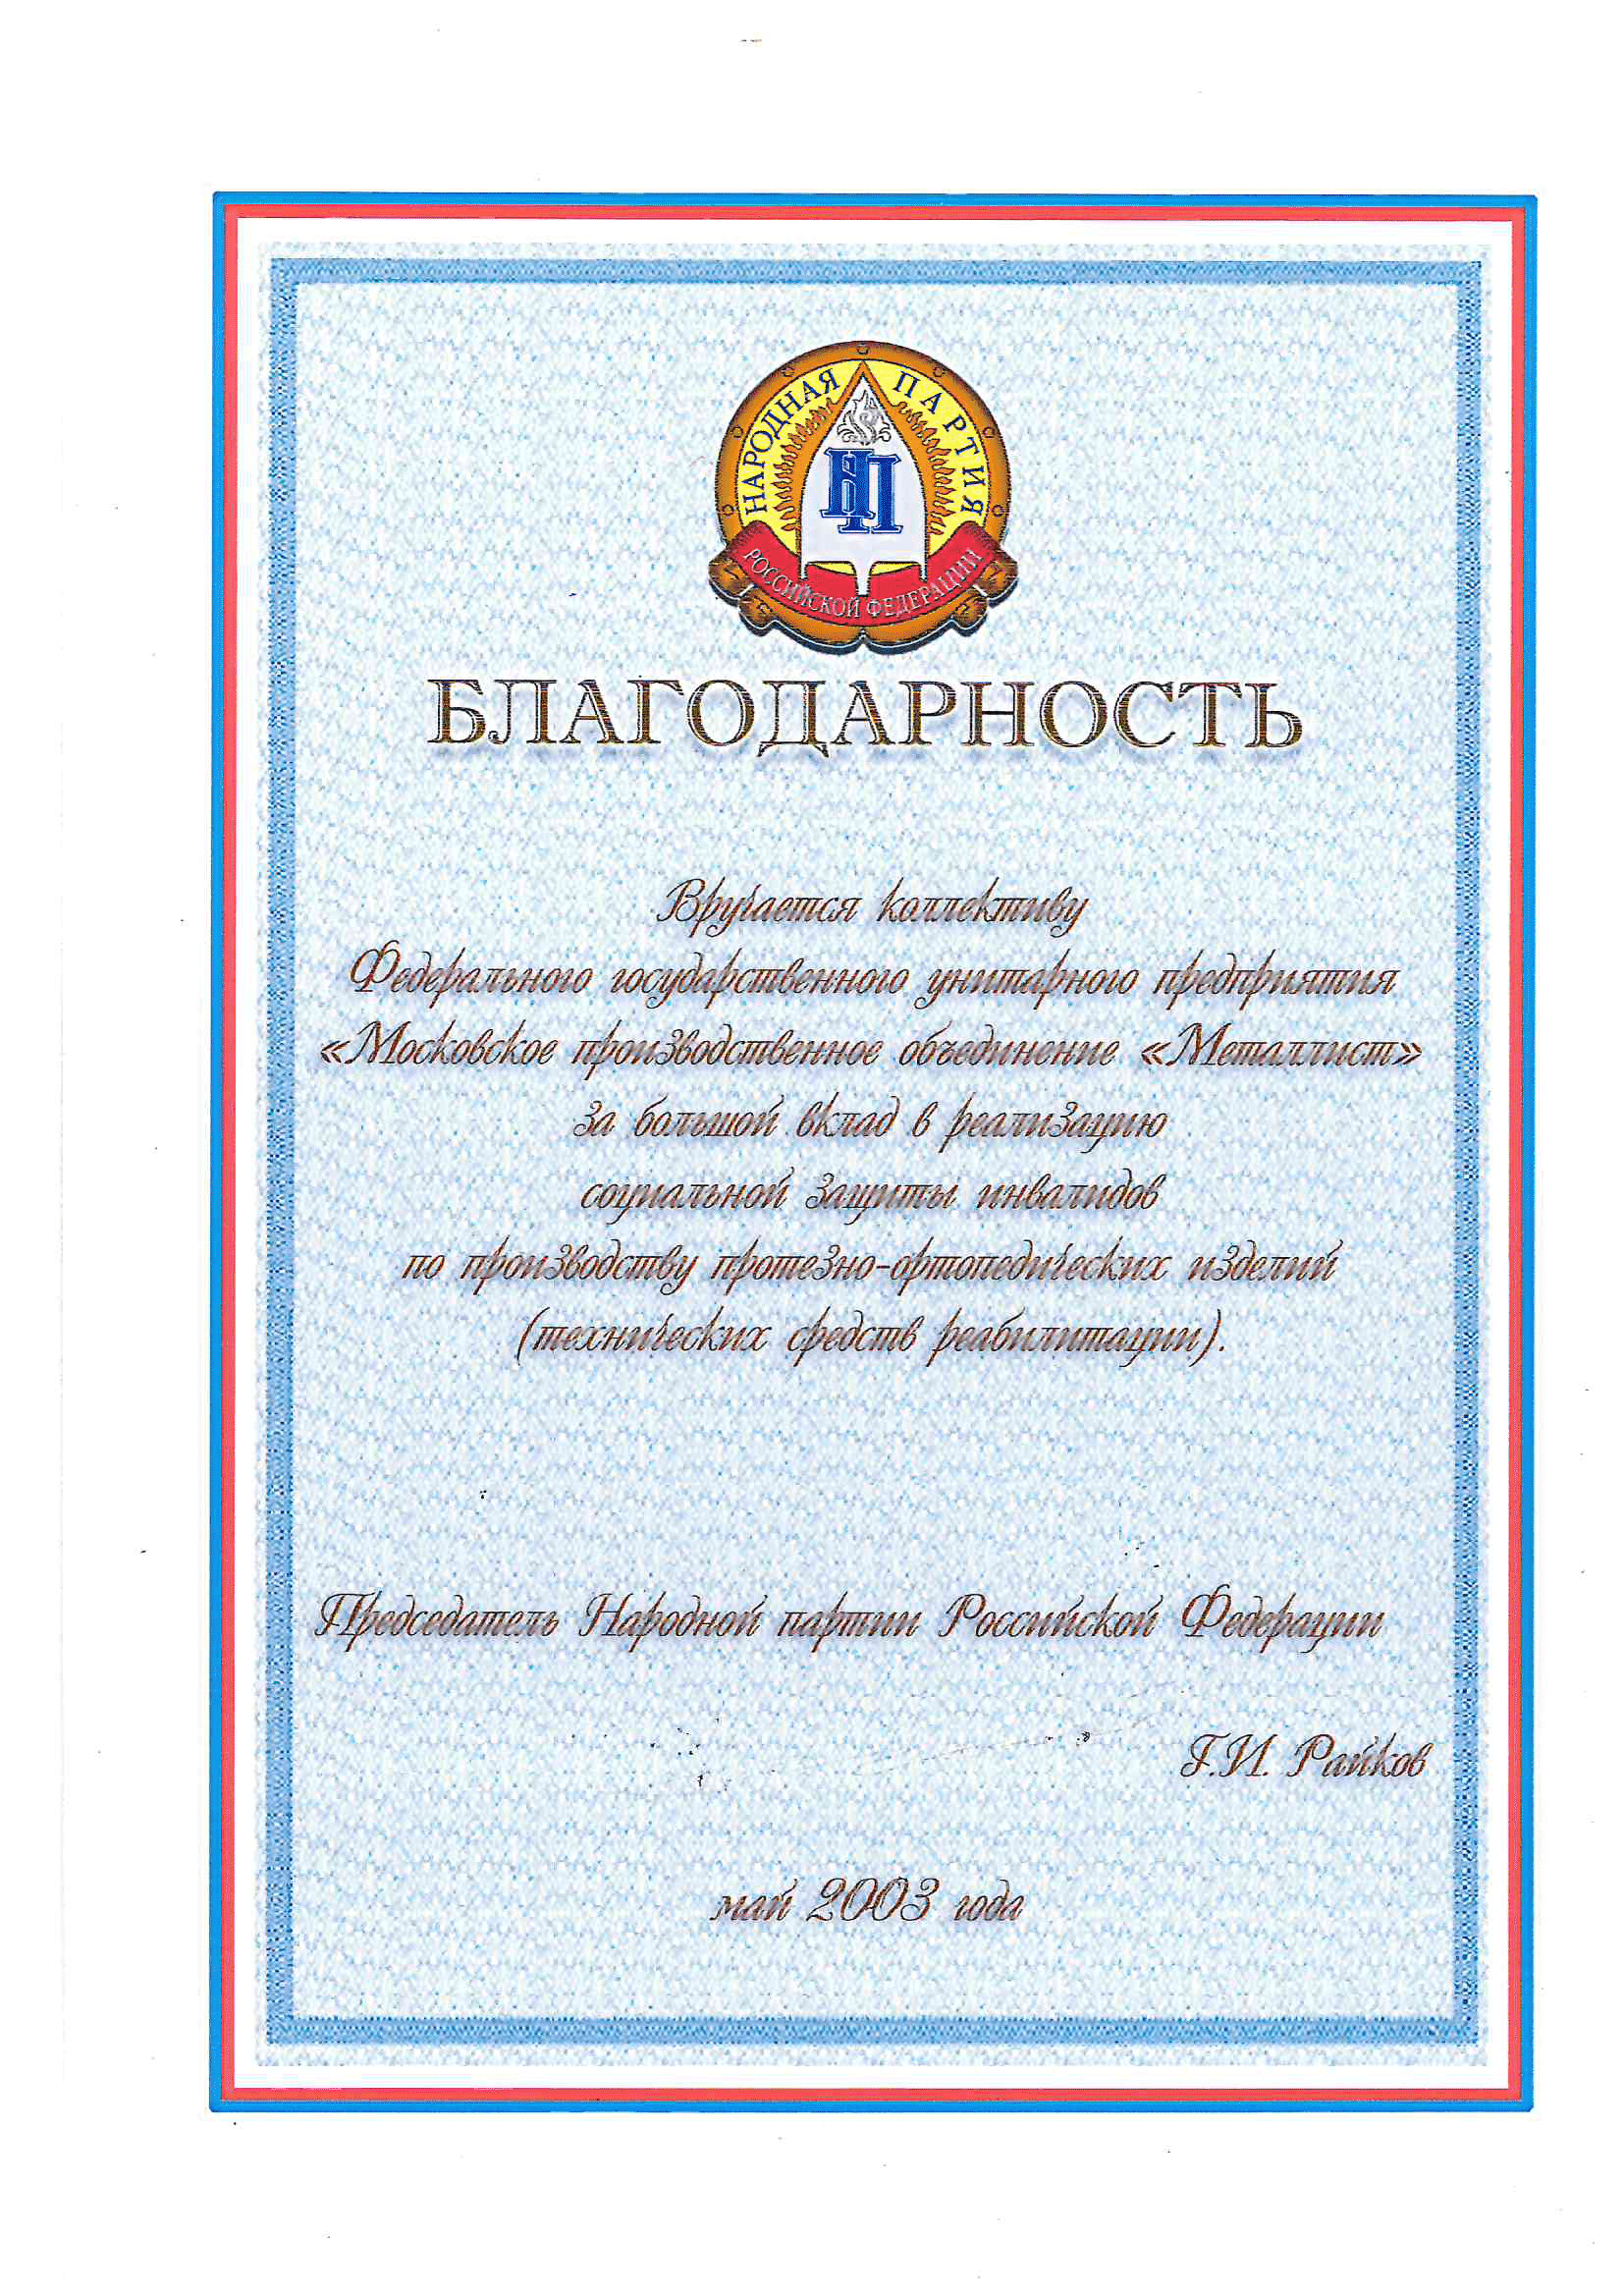 НАРОДНАЯ ПАРТИЯ
НП
РОССИЙСКОЙ ФЕДЕРАЦИИ
БЛАГОДАРНОСТЬ
Вручается коллективу
Федерального государственного унитарного предприятия
«Московское производственное объединение «Металлист»
за большой вклад в реализацию
социальной защиты инвалидов
по производству протезно-ортопедических изделий
(технических средств реабилитации).
Председатель Народной партии Российской Федерации
Г.И. Райков
май 2003 года